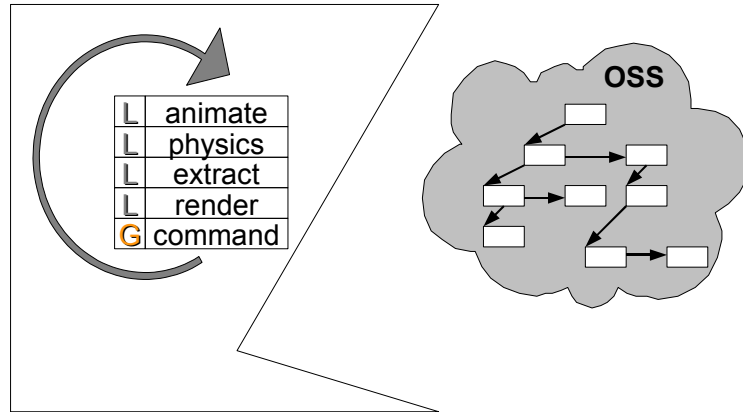 OSS
L animate
L physics
L extract
L render
G command